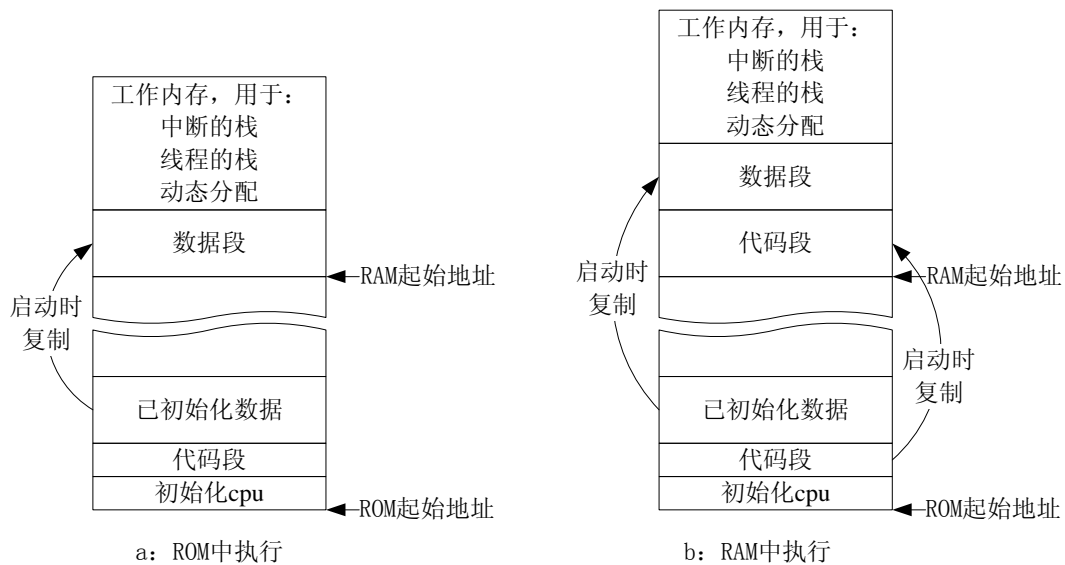 工作内存，用于：
中断的栈
线程的栈
动态分配
数据段
RAM起始地址
启动时
复制
已初始化数据
代码段
初始化cpu
ROM起始地址
a：ROM中执行
工作内存，用于：
中断的栈
线程的栈
动态分配
数据段
代码段
RAM起始地址
启动时
复制
启动时
复制
已初始化数据
代码段
初始化cpu
ROM起始地址
b：RAM中执行